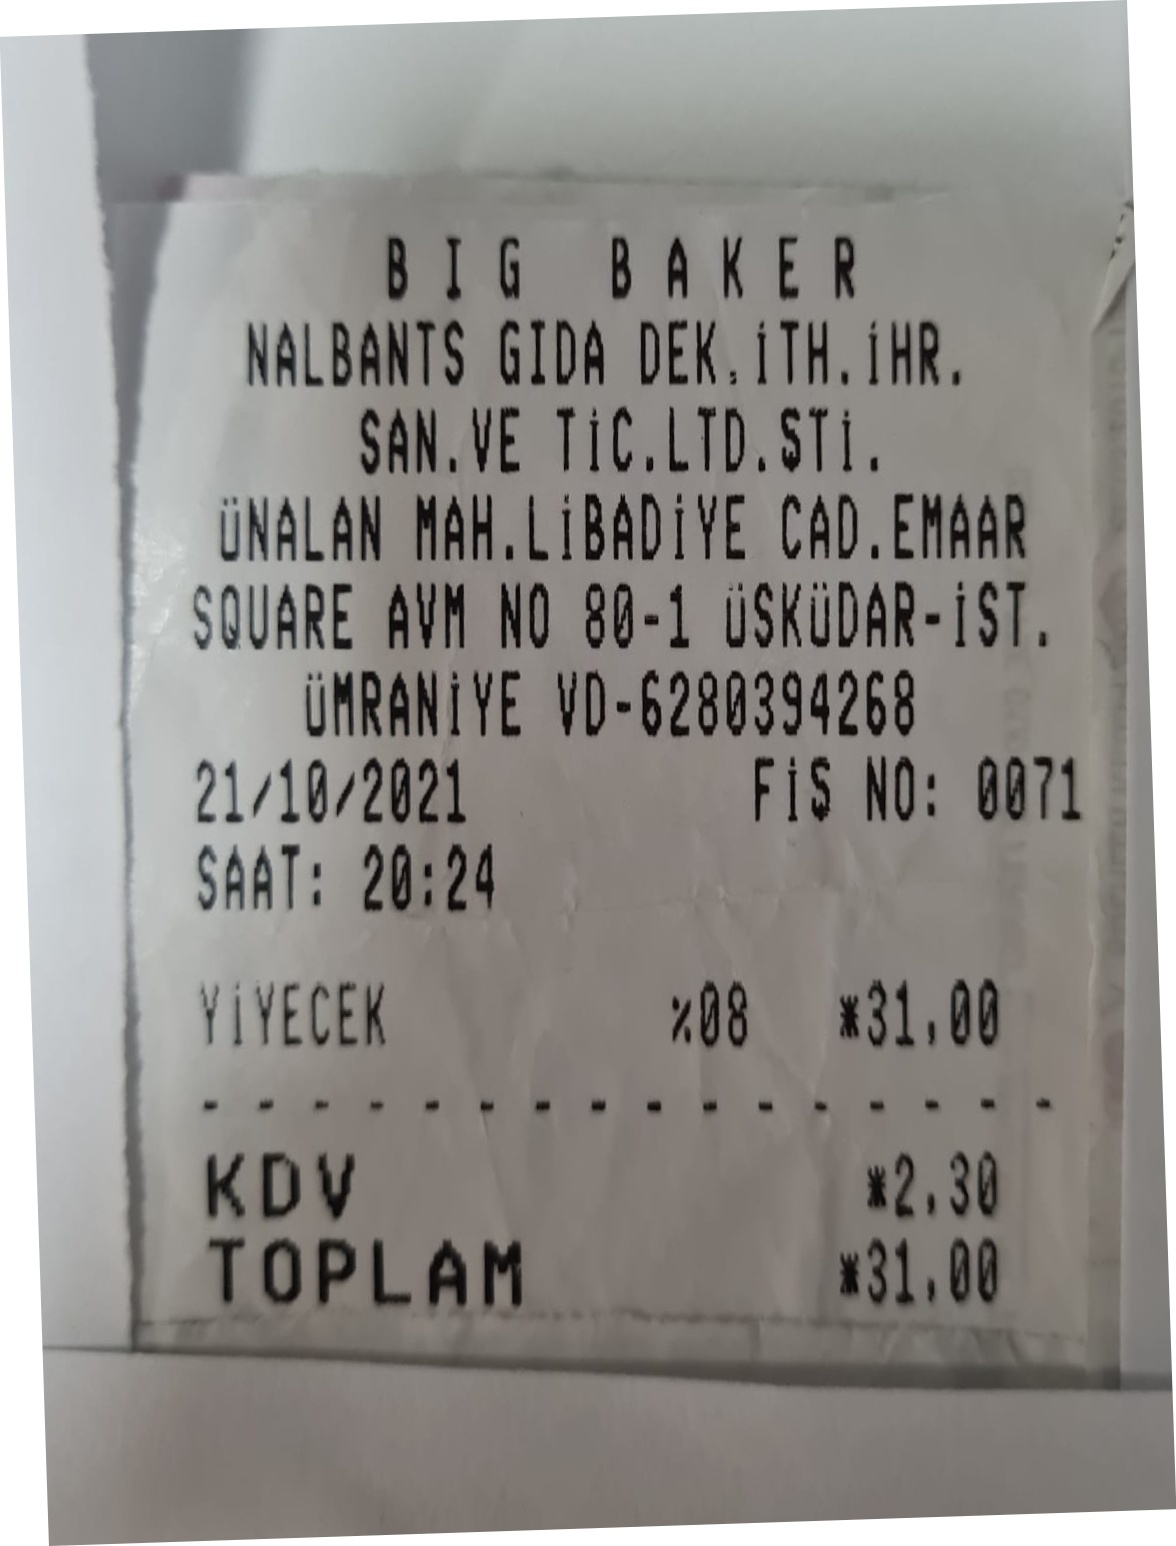 BIG BAKER
NALBANTS GIDA DEK.İTH.İHR.
SAN.VE TİC.LTD.ŞTİ.
ÜNALAN MAH.LİBADİYE CAD.EMAAR
SQUARE AVM NO 80-1 ÜSKÜDAR-İST.
ÜMRANİYE VD-6280394268
21/10/2021 FİŞ NO: 0071
SAAT: 20:24
YİYECEK %08 *31,00
- - - - - - - - - - - - - - - -
KDV *2,30
TOPLAM *31,00